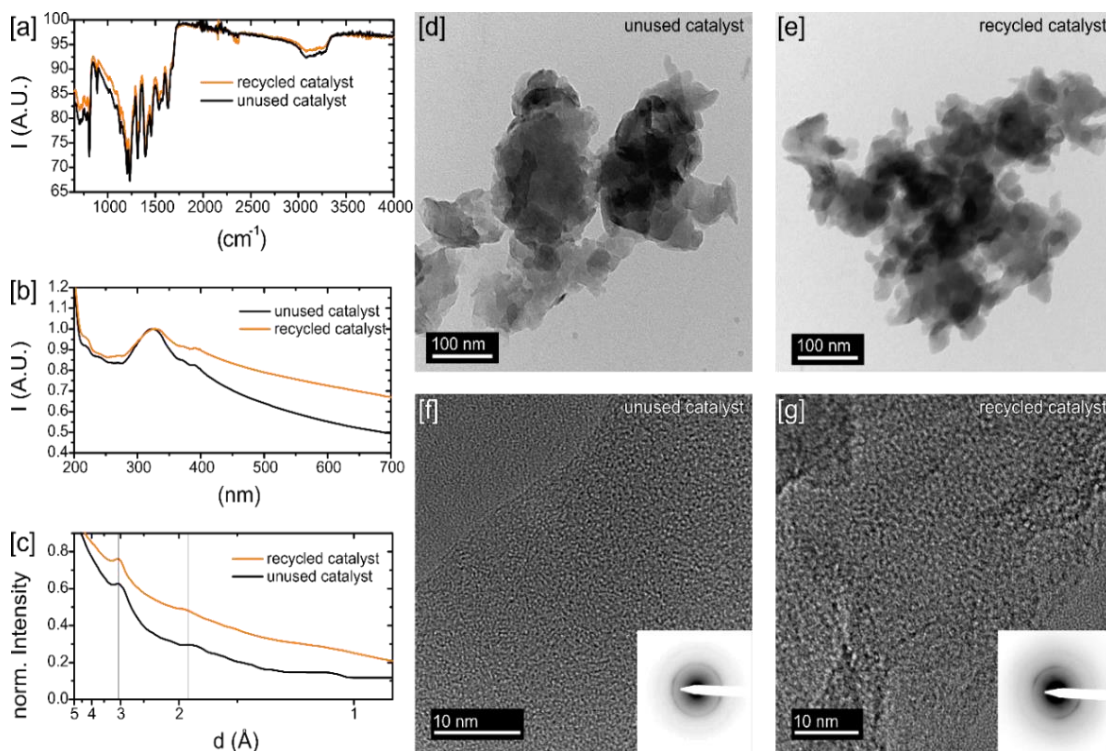 [a]
100
95
90
85
80
75
70
65
I (A.U.)
recycled catalyst
unused catalyst
1000 1500 2000 2500 3000 3500 4000
(cm-1)
[b]
1.2
1.1
1.0
0.9
0.8
0.7
0.6
0.5
0.4
I (A.U.)
unused catalyst
recycled catalyst
200 300 400 500 600 700
(nm)
[c]
0.8
0.6
0.4
0.2
0.0
norm. Intensity
recycled catalyst
unused catalyst
5 4 3 2 1
d (Å)
[d] unused catalyst
100 nm
[e] recycled catalyst
100 nm
[f] unused catalyst
10 nm
[g] recycled catalyst
10 nm